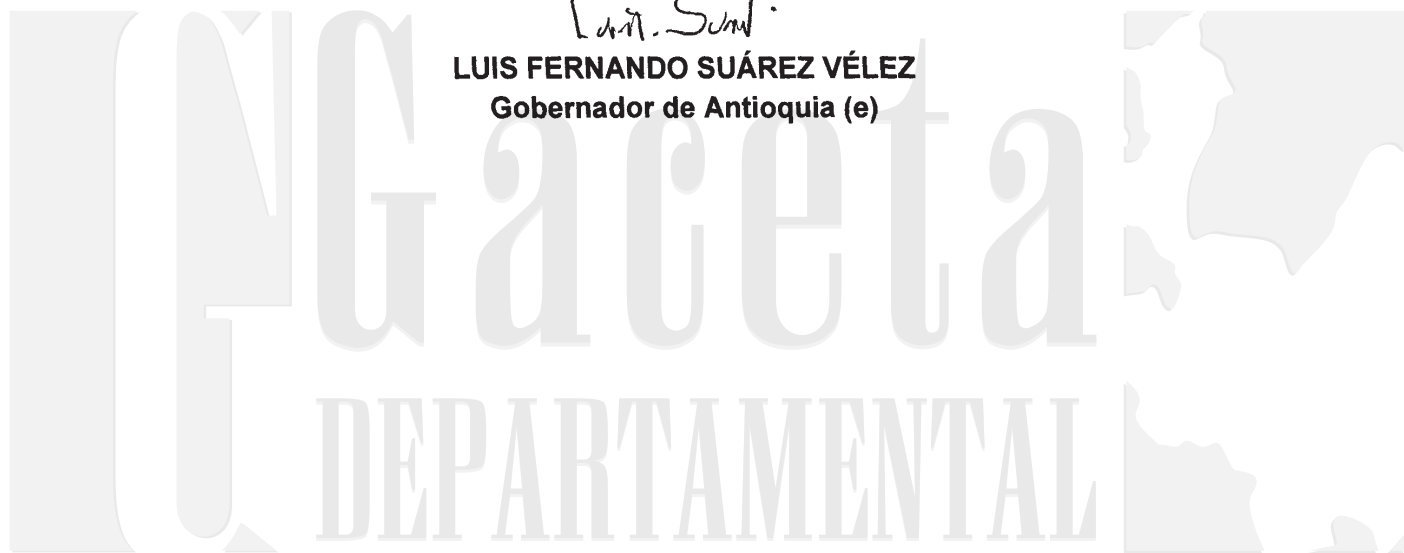 LUIS FERNANDO SUÁREZ VÉLEZ
Gobernador de Antioquia (e)
Gaceta
DEPARTAMENTAL